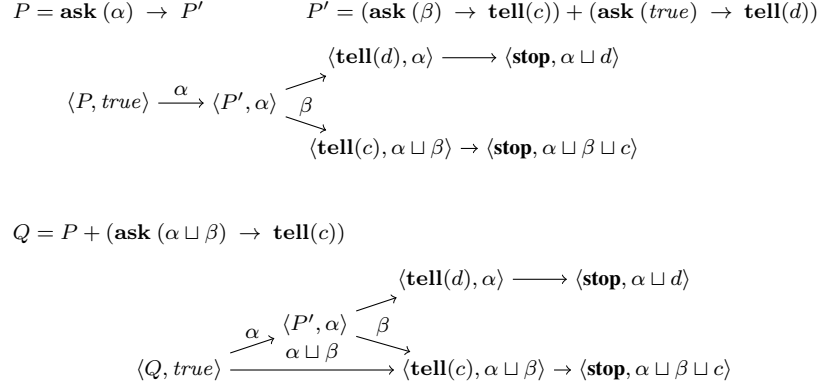 P = ask (α) → P′ P′ = (ask (β) → tell(c)) + (ask (true) → tell(d))
⟨tell(d), α⟩ ⟶ ⟨stop, α ⊔ d⟩
⟨P, true⟩ —α→ ⟨P′, α⟩ β
⟨tell(c), α ⊔ β⟩ → ⟨stop, α ⊔ β ⊔ c⟩
Q = P + (ask (α ⊔ β) → tell(c))
⟨tell(d), α⟩ ⟶ ⟨stop, α ⊔ d⟩
α ⟨P′, α⟩ β
α ⊔ β
⟨Q, true⟩ ⟶ ⟨tell(c), α ⊔ β⟩ → ⟨stop, α ⊔ β ⊔ c⟩